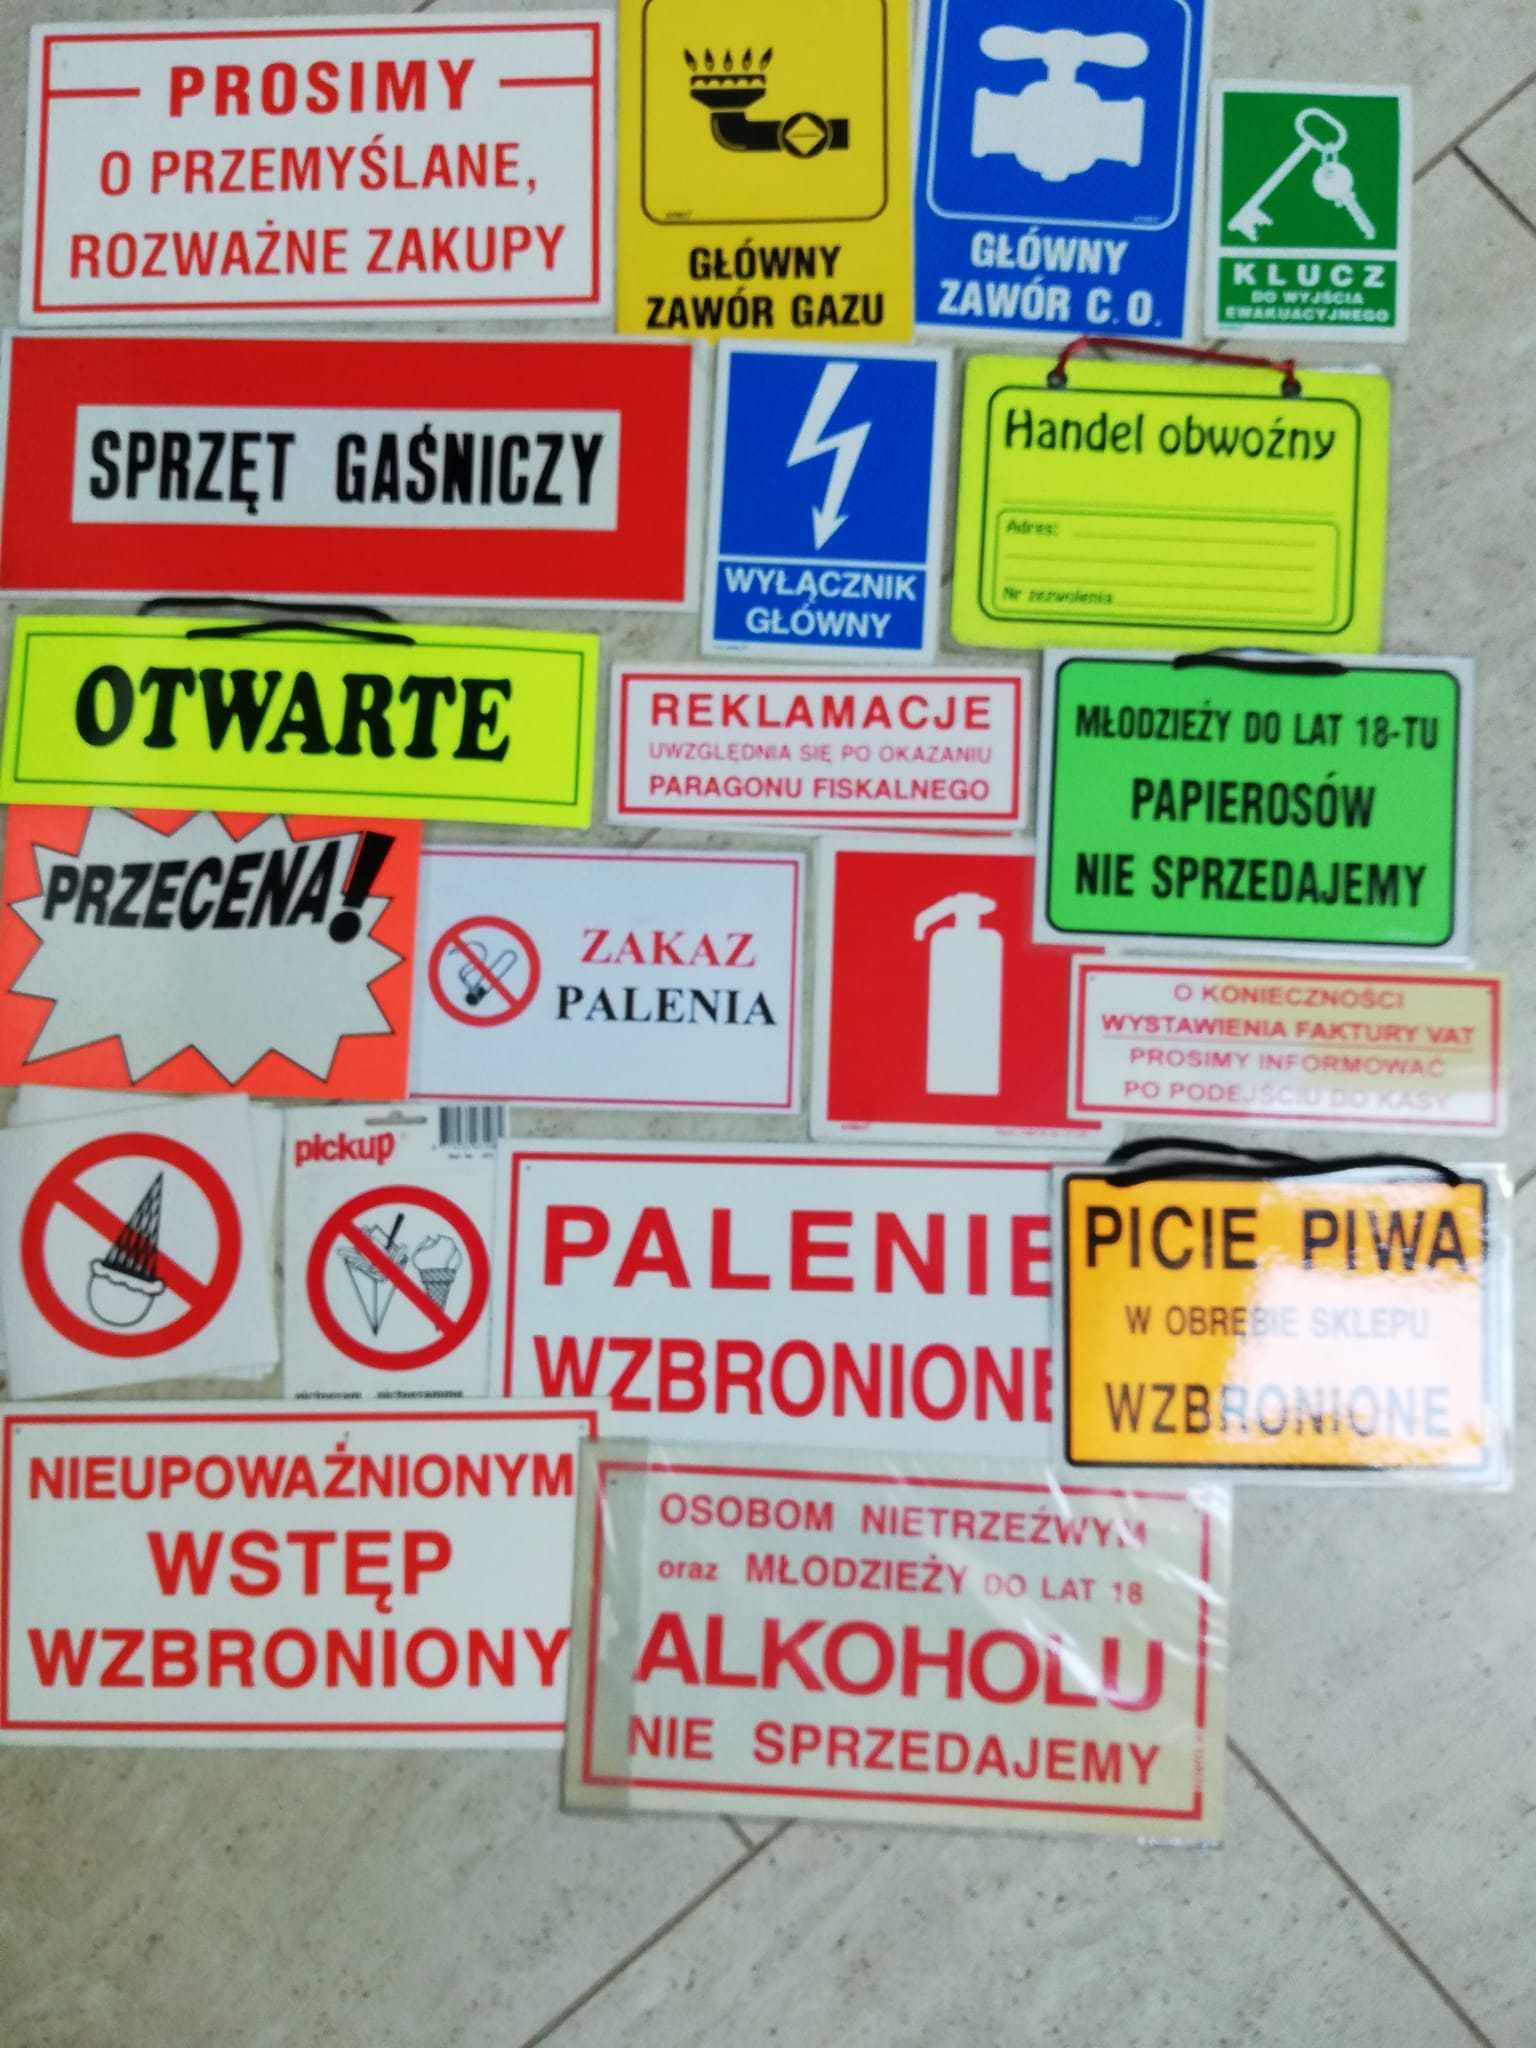 PROSIMY
O PRZEMYŚLANE,
ROZWAŻNE ZAKUPY
GŁÓWNY
ZAWÓR GAZU
GŁÓWNY
ZAWÓR C.O.
KLUCZ
DO WYJŚCIA
EWAKUACYJNEGO
SPRZĘT GAŚNICZY
WYŁĄCZNIK
GŁÓWNY
Handel obwoźny
Adres:
Nr zezwolenia
OTWARTE
REKLAMACJE
UWZGLĘDNIA SIĘ PO OKAZANIU
PARAGONU FISKALNEGO
MŁODZIEŻY DO LAT 18-TU
PAPIEROSÓW
NIE SPRZEDAJEMY
PRZECENA!
ZAKAZ
PALENIA
O KONIECZNOŚCI
WYSTAWIENIA FAKTURY VAT
PROSIMY INFORMOWAĆ
PO PODEJŚCIU DO KASY
pickup
pictogram pictogramme
PALENIE
WZBRONIONE
PICIE PIWA
W OBRĘBIE SKLEPU
WZBRONIONE
NIEUPOWAŻNIONYM
WSTĘP
WZBRONIONY
OSOBOM NIETRZEŹWYM
oraz MŁODZIEŻY DO LAT 18
ALKOHOLU
NIE SPRZEDAJEMY